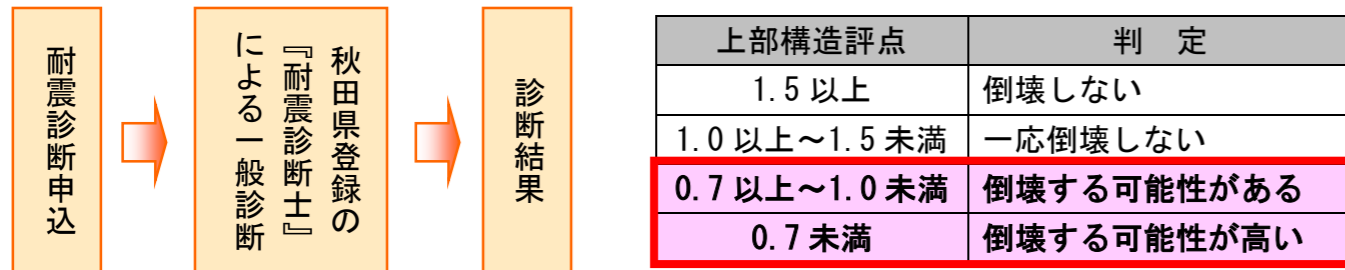 耐震診断申込
秋田県登録の
『耐震診断士』
による一般診断
診断結果
上部構造評点 判　定
1.5 以上 倒壊しない
1.0 以上～1.5 未満 一応倒壊しない
0.7 以上～1.0 未満 倒壊する可能性がある
0.7 未満 倒壊する可能性が高い